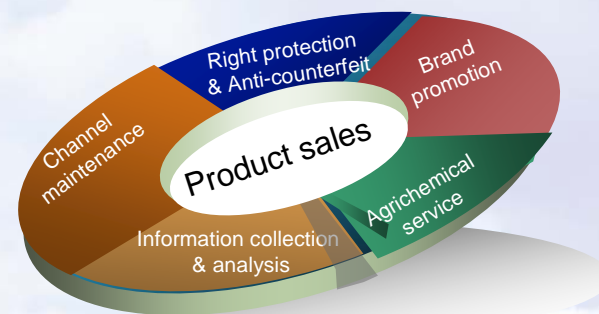 Right protection
& Anti-counterfeit
Brand
promotion
Channel
maintenance
Product sales
Agrichemical
service
Information collection
& analysis